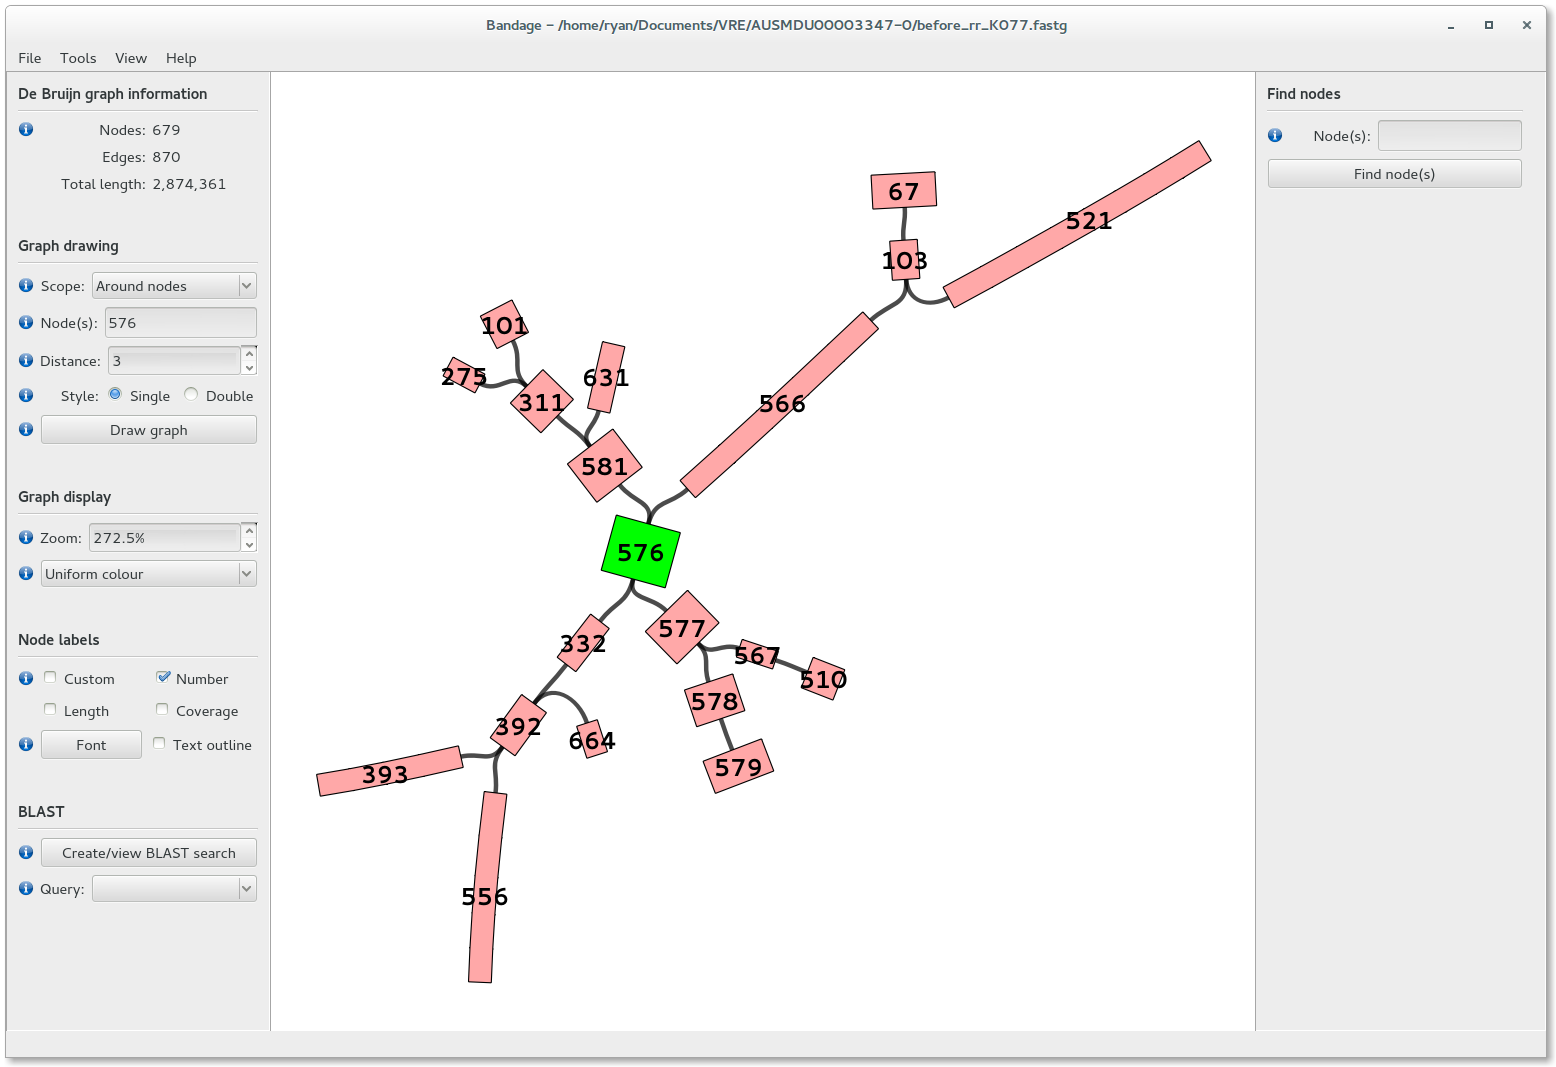 Bandage - /home/ryan/Documents/VRE/AUSMDU00003347-0/before_rr_K077.fastg
File Tools View Help
De Bruijn graph information
Nodes: 679
Edges: 870
Total length: 2,874,361
Graph drawing
Scope: Around nodes
Node(s): 576
Distance: 3
Style: Single Double
Draw graph
Graph display
Zoom: 272.5%
Uniform colour
Node labels
Custom Number
Length Coverage
Font Text outline
BLAST
Create/view BLAST search
Query:
67
521
103
101
275
631
311
566
581
576
577
332
567
510
578
392
664
579
393
556
Find nodes
Node(s):
Find node(s)